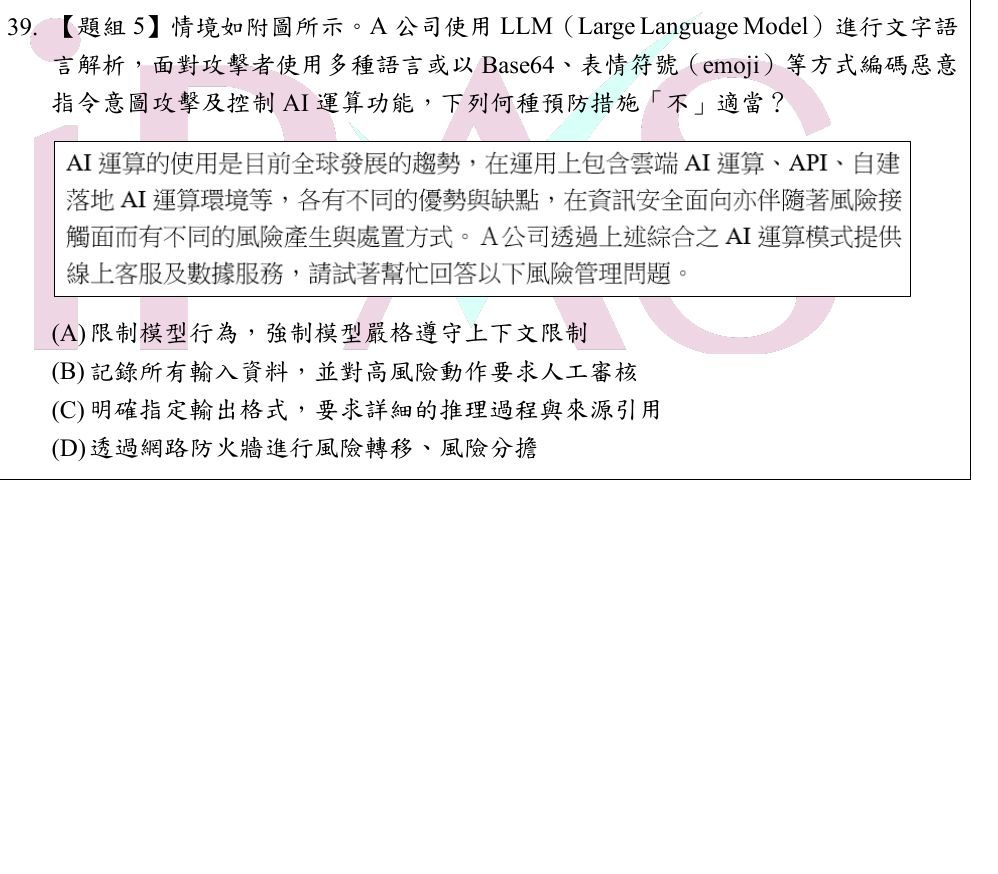 39. 【題組 5】情境如附圖所示。A 公司使用 LLM（Large Language Model）進行文字語
言解析，面對攻擊者使用多種語言或以 Base64、表情符號（emoji）等方式編碼惡意
指令意圖攻擊及控制 AI 運算功能，下列何種預防措施「不」適當？
AI 運算的使用是目前全球發展的趨勢，在運用上包含雲端 AI 運算、API、自建
落地 AI 運算環境等，各有不同的優勢與缺點，在資訊安全面向亦伴隨著風險接
觸面而有不同的風險產生與處置方式。A公司透過上述綜合之 AI 運算模式提供
線上客服及數據服務，請試著幫忙回答以下風險管理問題。
(A) 限制模型行為，強制模型嚴格遵守上下文限制
(B) 記錄所有輸入資料，並對高風險動作要求人工審核
(C) 明確指定輸出格式，要求詳細的推理過程與來源引用
(D) 透過網路防火牆進行風險轉移、風險分擔
iPAS